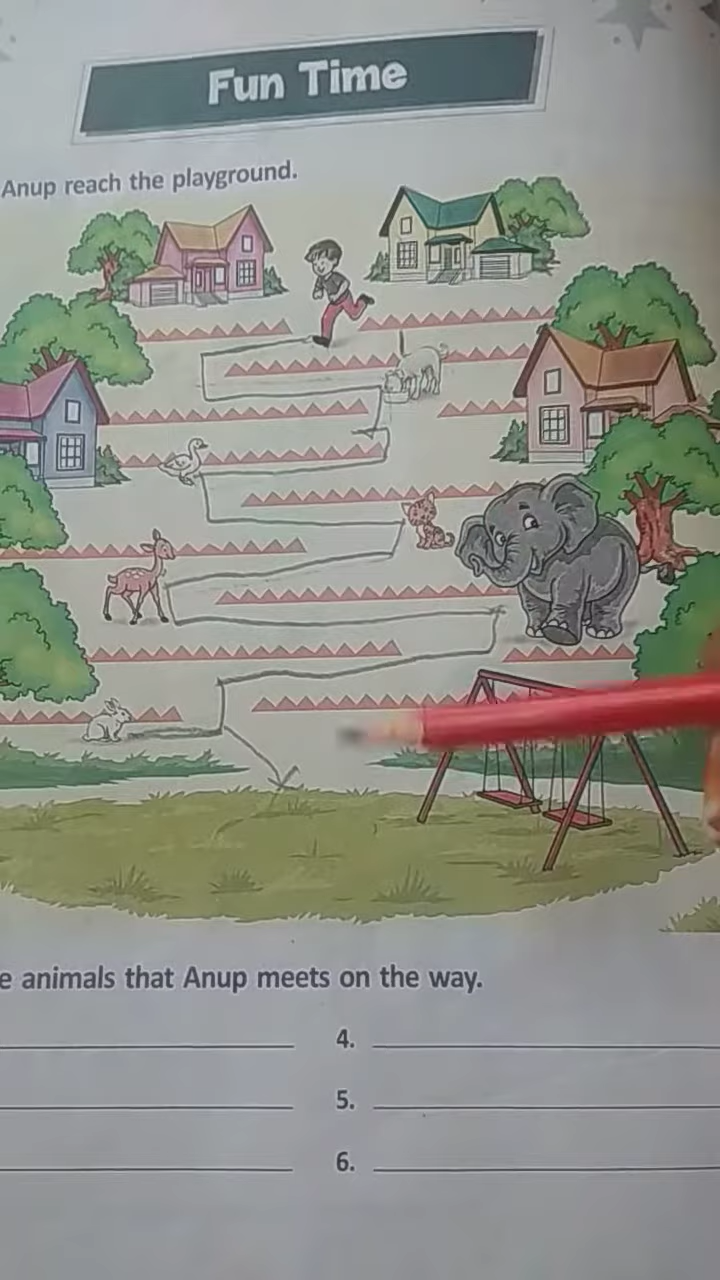 Fun Time
Anup reach the playground.
e animals that Anup meets on the way.
4.
5.
6.